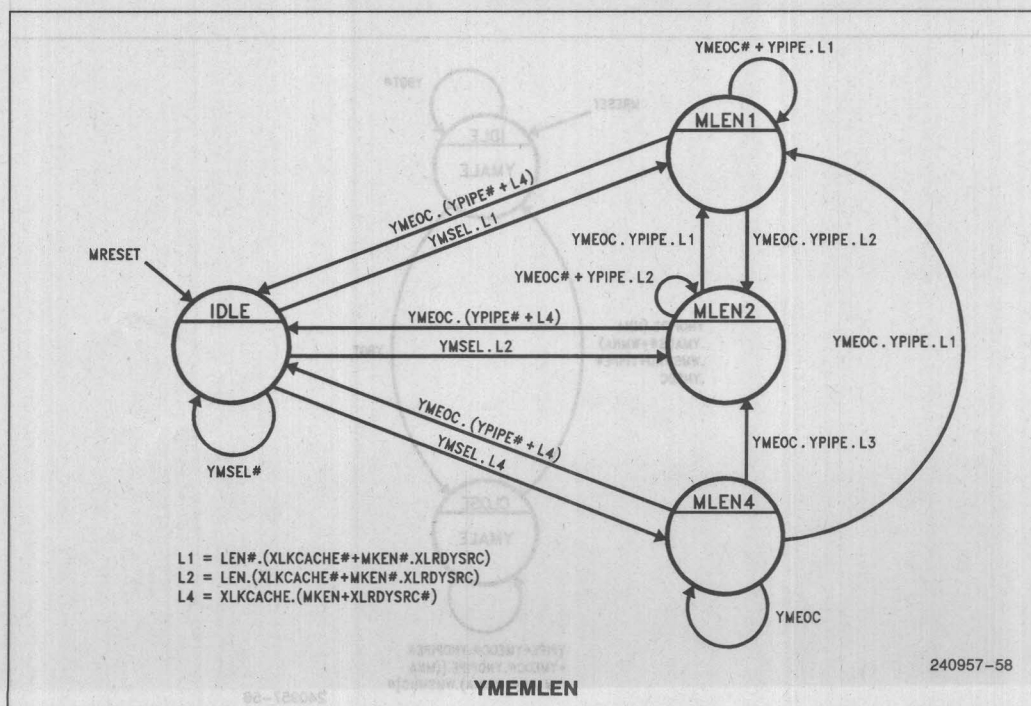 YMEOC# + YPIPE.L1
MLEN1
YMEOC.(YPIPE# + L4)
YMSEL.L1
YMEOC.YPIPE.L1
YMEOC.YPIPE.L2
MRESET
YMEOC# + YPIPE.L2
IDLE
MLEN2
YMEOC.(YPIPE# + L4)
YMSEL.L2
YMEOC.YPIPE.L1
YMEOC.(YPIPE# + L4)
YMSEL.L4
YMEOC.YPIPE.L3
YMSEL#
MLEN4
L1 = LEN#.(XLKCACHE#+MKEN#.XLRDYSRC)
L2 = LEN.(XLKCACHE#+MKEN#.XLRDYSRC)
L4 = XLKCACHE.(MKEN+XLRDYSRC#)
YMEOC
240957-58
YMEMLEN